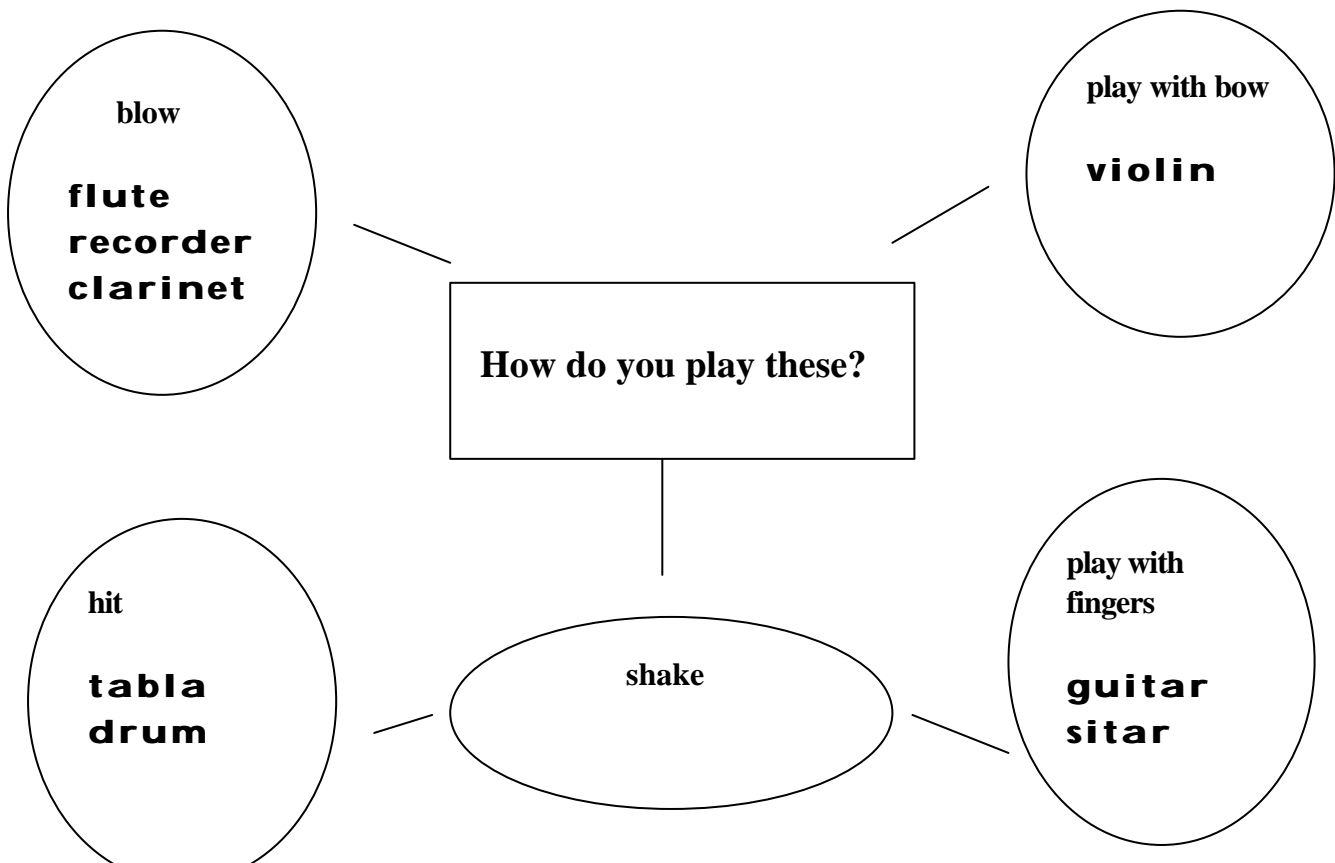 blow
flute
recorder
clarinet
play with bow
violin
How do you play these?
hit
tabla
drum
shake
play with
fingers
guitar
sitar